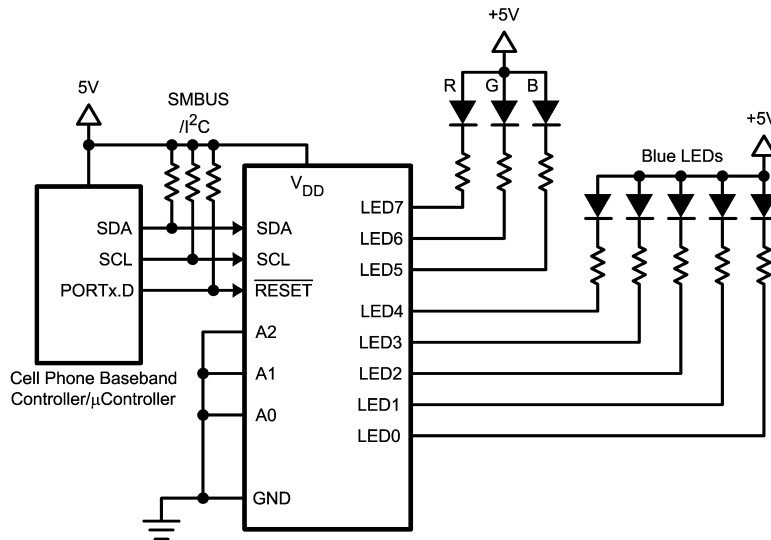 +5V
R G B
5V
SMBUS
/I²C
+5V
Blue LEDs
VDD
LED7
SDA SDA
LED6
SCL SCL
LED5
PORTx.D RESET
LED4
A2
LED3
A1
LED2
Cell Phone Baseband
Controller/μController
LED1
A0
LED0
GND